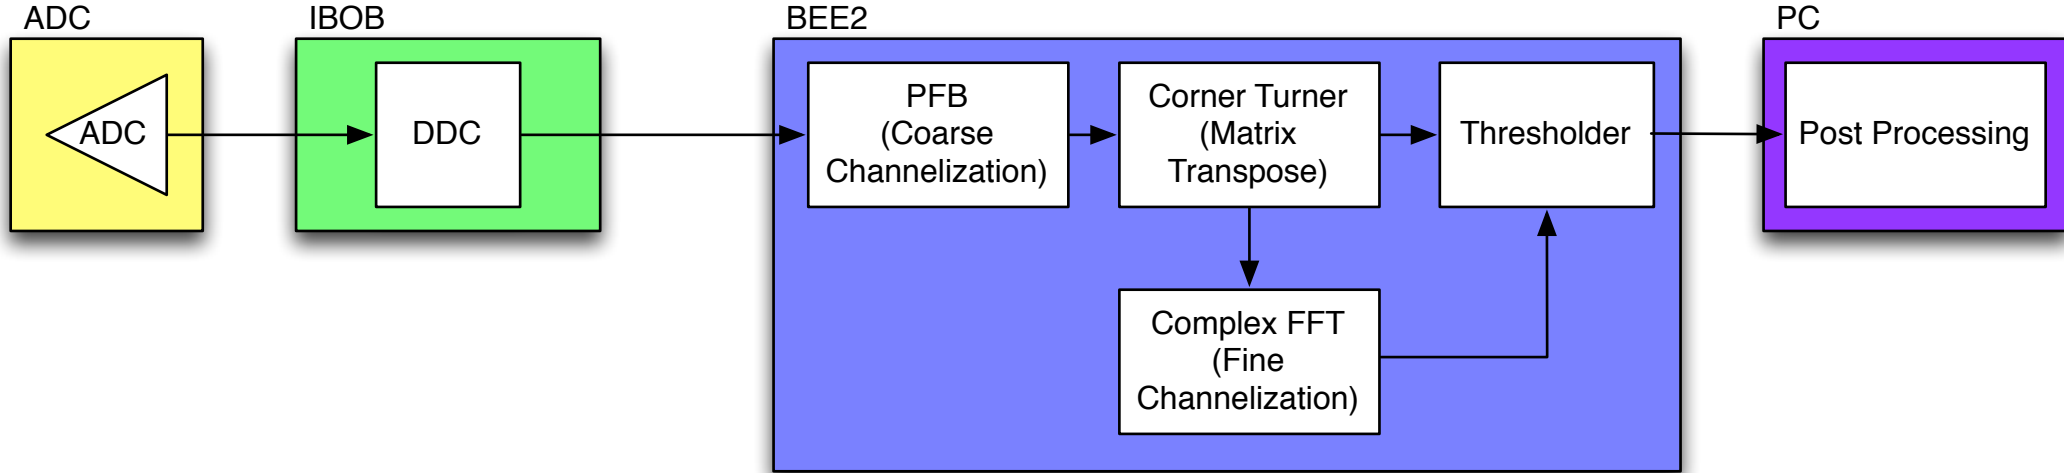 ADC
IBOB
BEE2
PC
ADC
DDC
PFB
(Coarse
Channelization)
Corner Turner
(Matrix
Transpose)
Thresholder
Post Processing
Complex FFT
(Fine
Channelization)